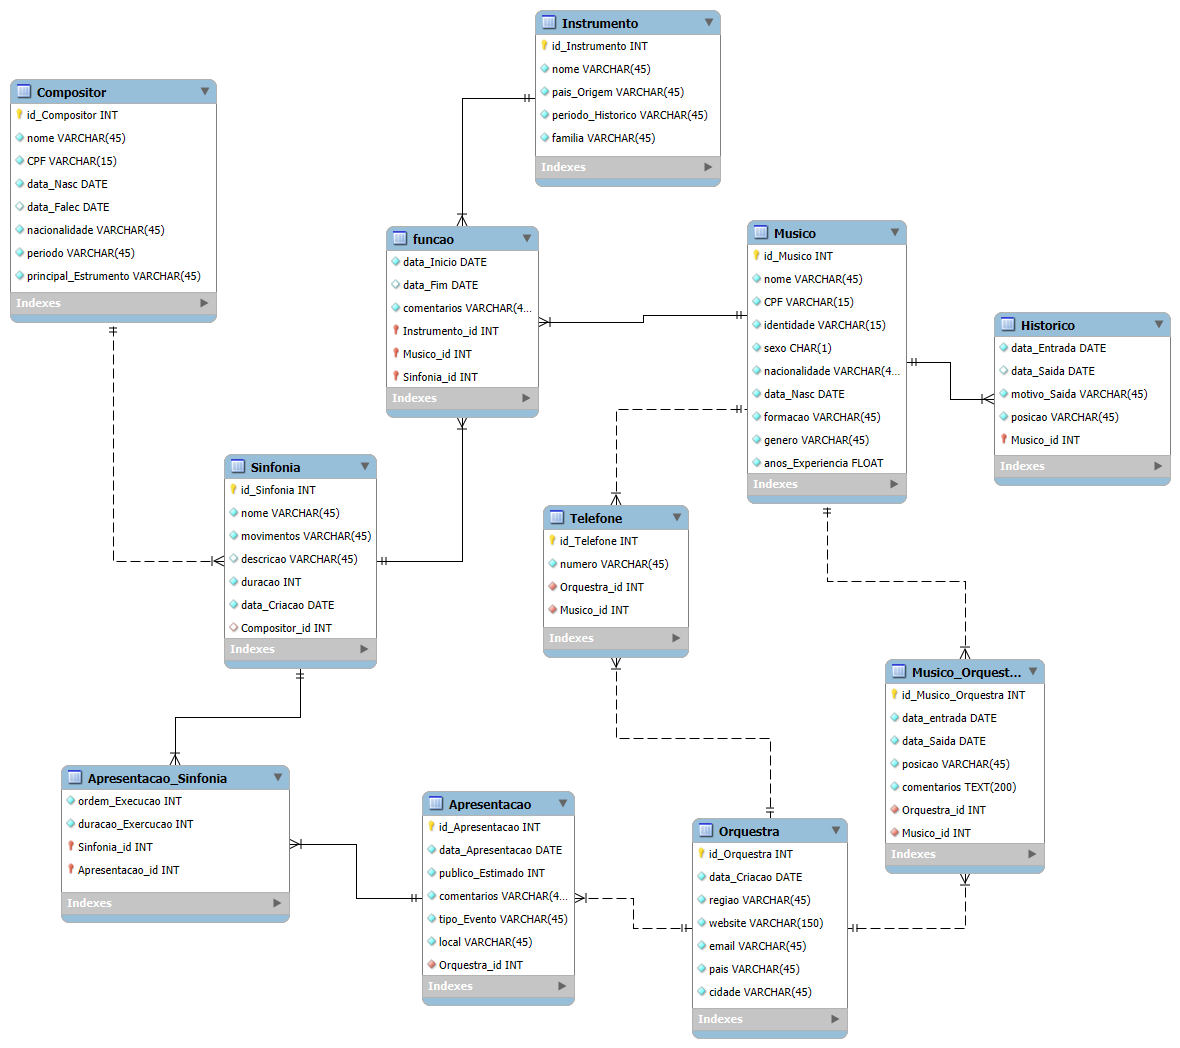 Instrumento
id_Instrumento INT
nome VARCHAR(45)
pais_Origem VARCHAR(45)
periodo_Historico VARCHAR(45)
familia VARCHAR(45)
Indexes
Compositor
id_Compositor INT
nome VARCHAR(45)
CPF VARCHAR(15)
data_Nasc DATE
data_Falec DATE
nacionalidade VARCHAR(45)
periodo VARCHAR(45)
principal_Estrumento VARCHAR(45)
Indexes
funcao
data_Inicio DATE
data_Fim DATE
comentarios VARCHAR(4...
Instrumento_id INT
Musico_id INT
Sinfonia_id INT
Indexes
Musico
id_Musico INT
nome VARCHAR(45)
CPF VARCHAR(15)
identidade VARCHAR(15)
sexo CHAR(1)
nacionalidade VARCHAR(4...
data_Nasc DATE
formacao VARCHAR(45)
genero VARCHAR(45)
anos_Experiencia FLOAT
Indexes
Historico
data_Entrada DATE
data_Saida DATE
motivo_Saida VARCHAR(45)
posicao VARCHAR(45)
Musico_id INT
Indexes
Sinfonia
id_Sinfonia INT
nome VARCHAR(45)
movimentos VARCHAR(45)
descricao VARCHAR(45)
duracao INT
data_Criacao DATE
Compositor_id INT
Indexes
Telefone
id_Telefone INT
numero VARCHAR(45)
Orquestra_id INT
Musico_id INT
Indexes
Musico_Orquest...
id_Musico_Orquestra INT
data_entrada DATE
data_Saida DATE
posicao VARCHAR(45)
comentarios TEXT(200)
Orquestra_id INT
Musico_id INT
Indexes
Apresentacao_Sinfonia
ordem_Execucao INT
duracao_Exercucao INT
Sinfonia_id INT
Apresentacao_id INT
Indexes
Apresentacao
id_Apresentacao INT
data_Apresentacao DATE
publico_Estimado INT
comentarios VARCHAR(4...
tipo_Evento VARCHAR(45)
local VARCHAR(45)
Orquestra_id INT
Indexes
Orquestra
id_Orquestra INT
data_Criacao DATE
regiao VARCHAR(45)
website VARCHAR(150)
email VARCHAR(45)
pais VARCHAR(45)
cidade VARCHAR(45)
Indexes